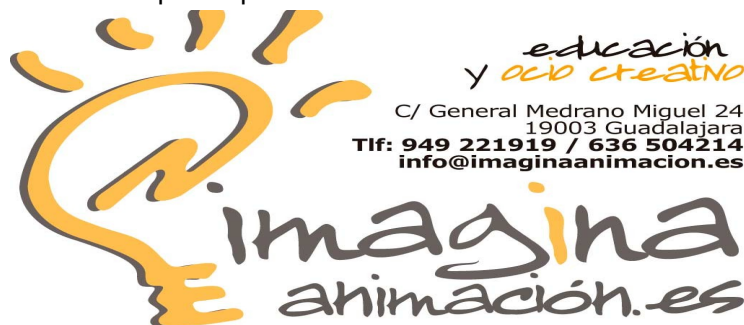 educación
y ocio creativo
C/ General Medrano Miguel 24
19003 Guadalajara
Tlf: 949 221919 / 636 504214
info@imaginaanimacion.es
imagina
animación.es